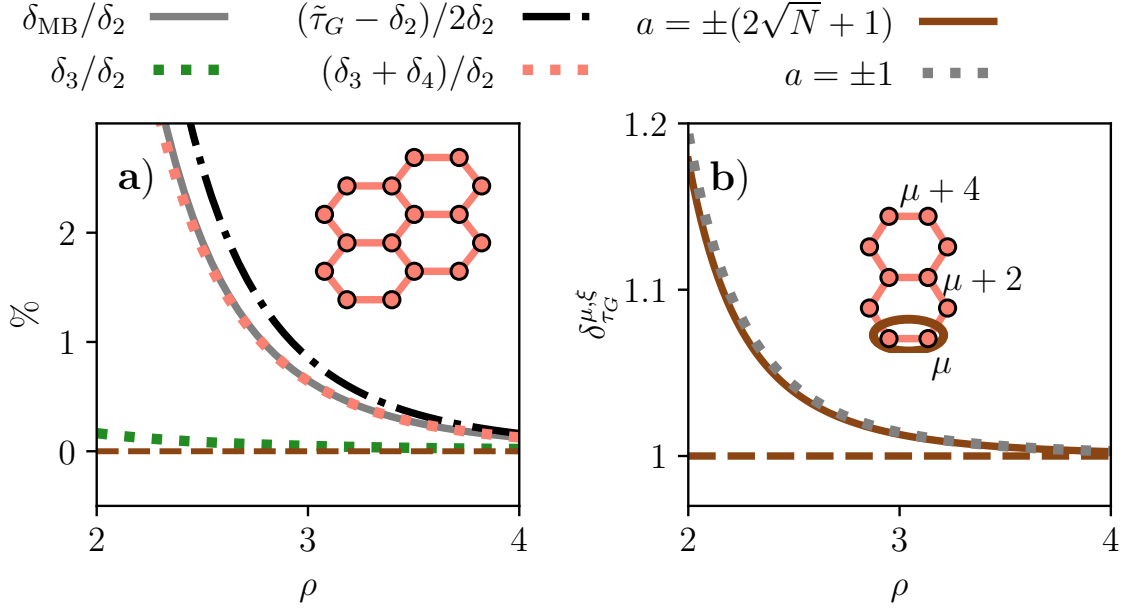 δ_MB/δ_2 (τ̃_G − δ_2)/2δ_2 a = ±(2√N + 1)
δ_3/δ_2 (δ_3 + δ_4)/δ_2 a = ±1
a)
%
2
1
0
2 3 4
ρ
b)
δ_{τ_G}^{μ,ξ}
1.2
1.1
1
μ + 4
μ + 2
μ
2 3 4
ρ